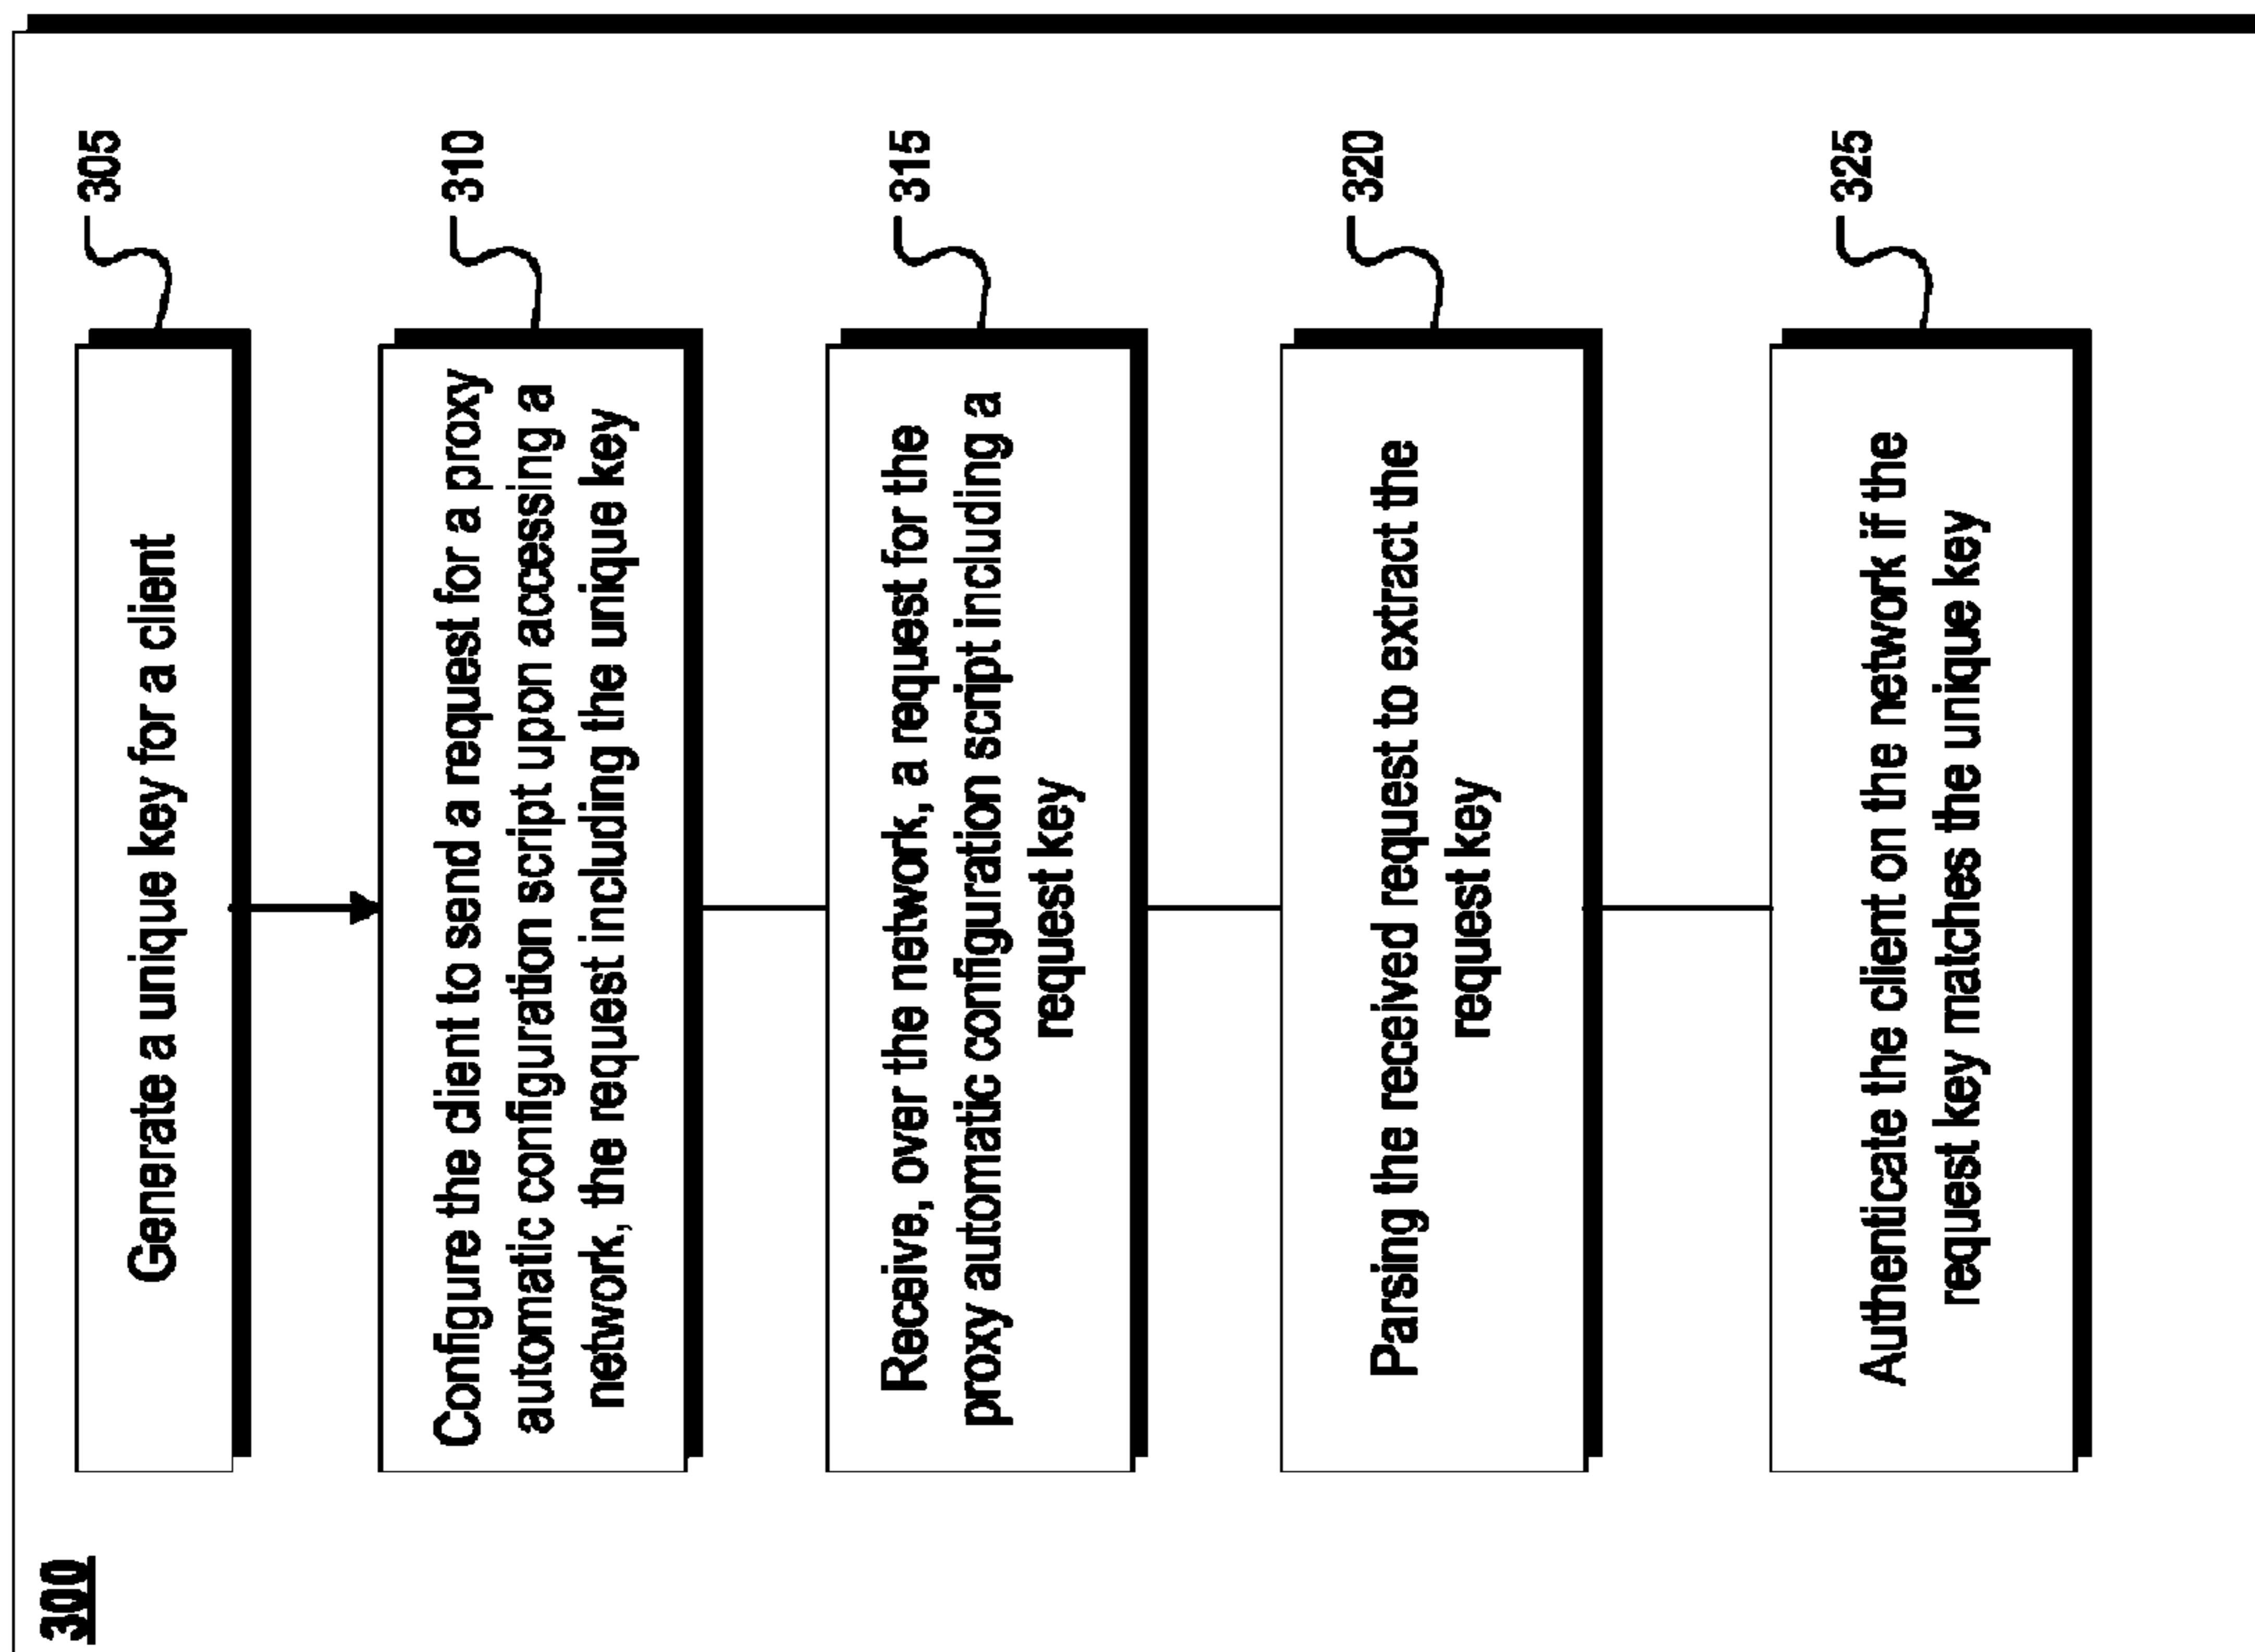 300
305
Generate a unique key for a client
310
Configure the client to send a request for a proxy
automatic configuration script upon accessing a
network, the request including the unique key
315
Receive, over the network, a request for the
proxy automatic configuration script including a
request key
320
Parsing the received request to extract the
request key
325
Authenticate the client on the network if the
request key matches the unique key